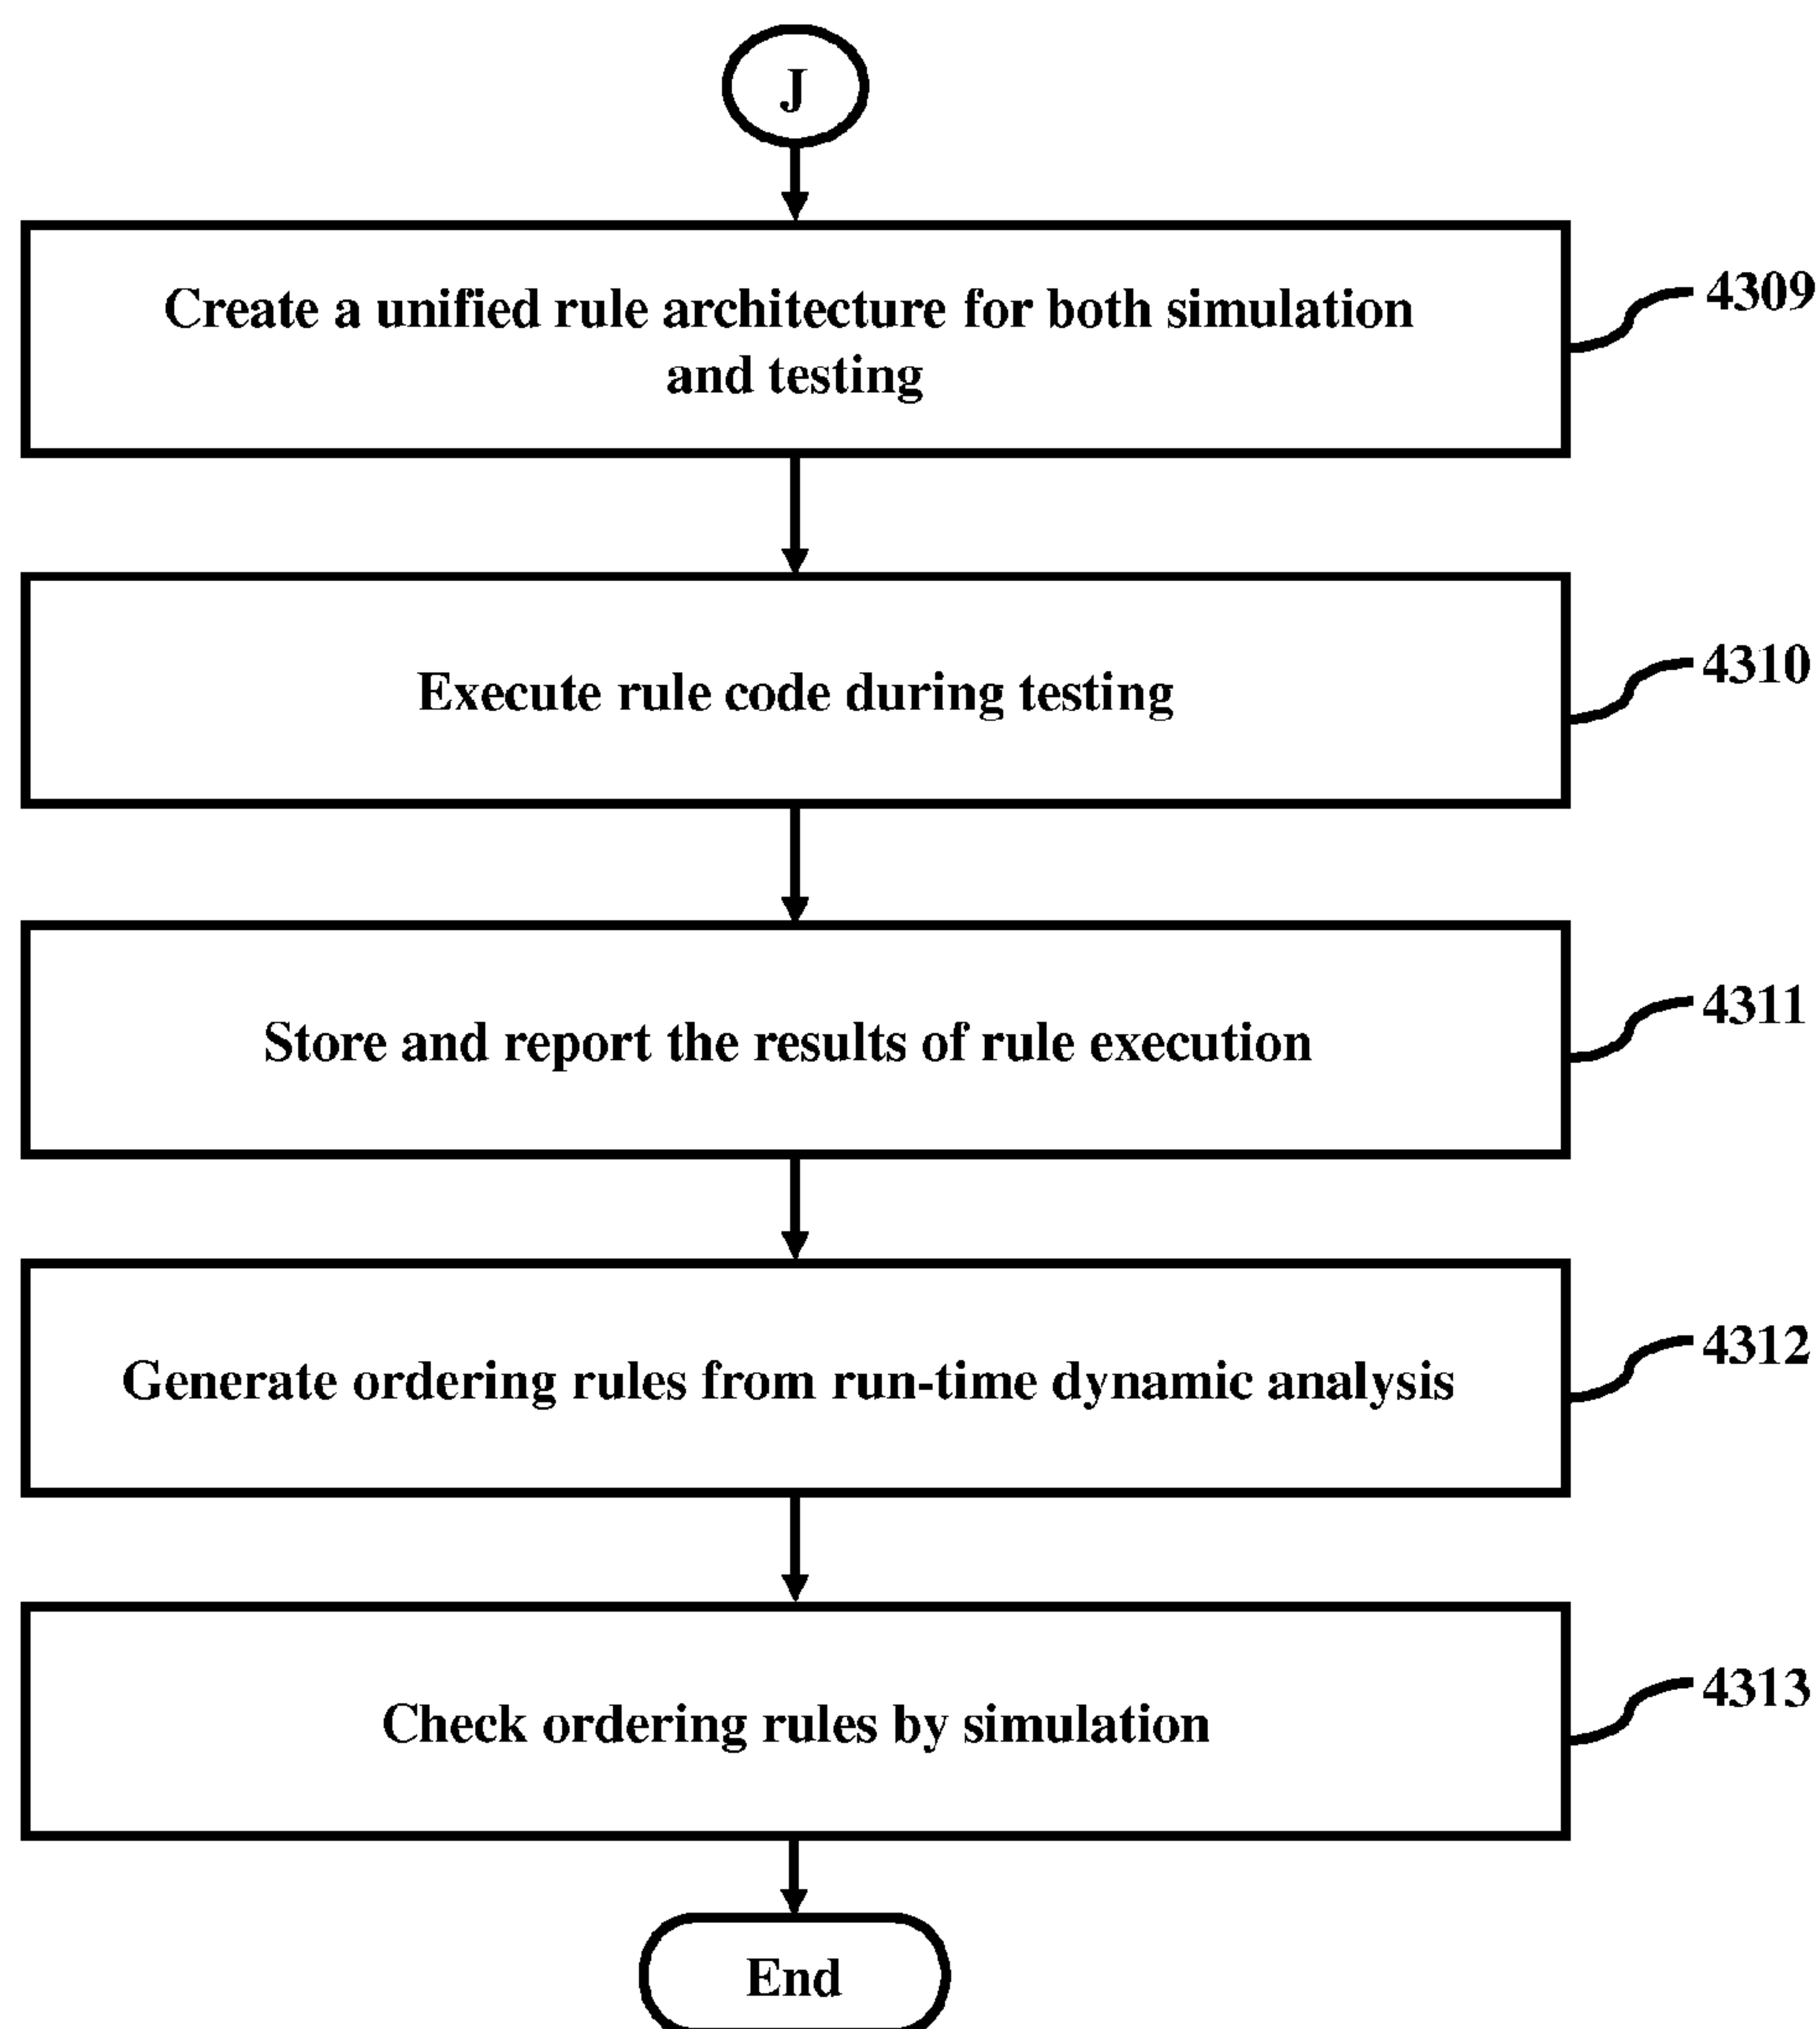 J
Create a unified rule architecture for both simulation
and testing
4309
Execute rule code during testing
4310
Store and report the results of rule execution
4311
Generate ordering rules from run-time dynamic analysis
4312
Check ordering rules by simulation
4313
End